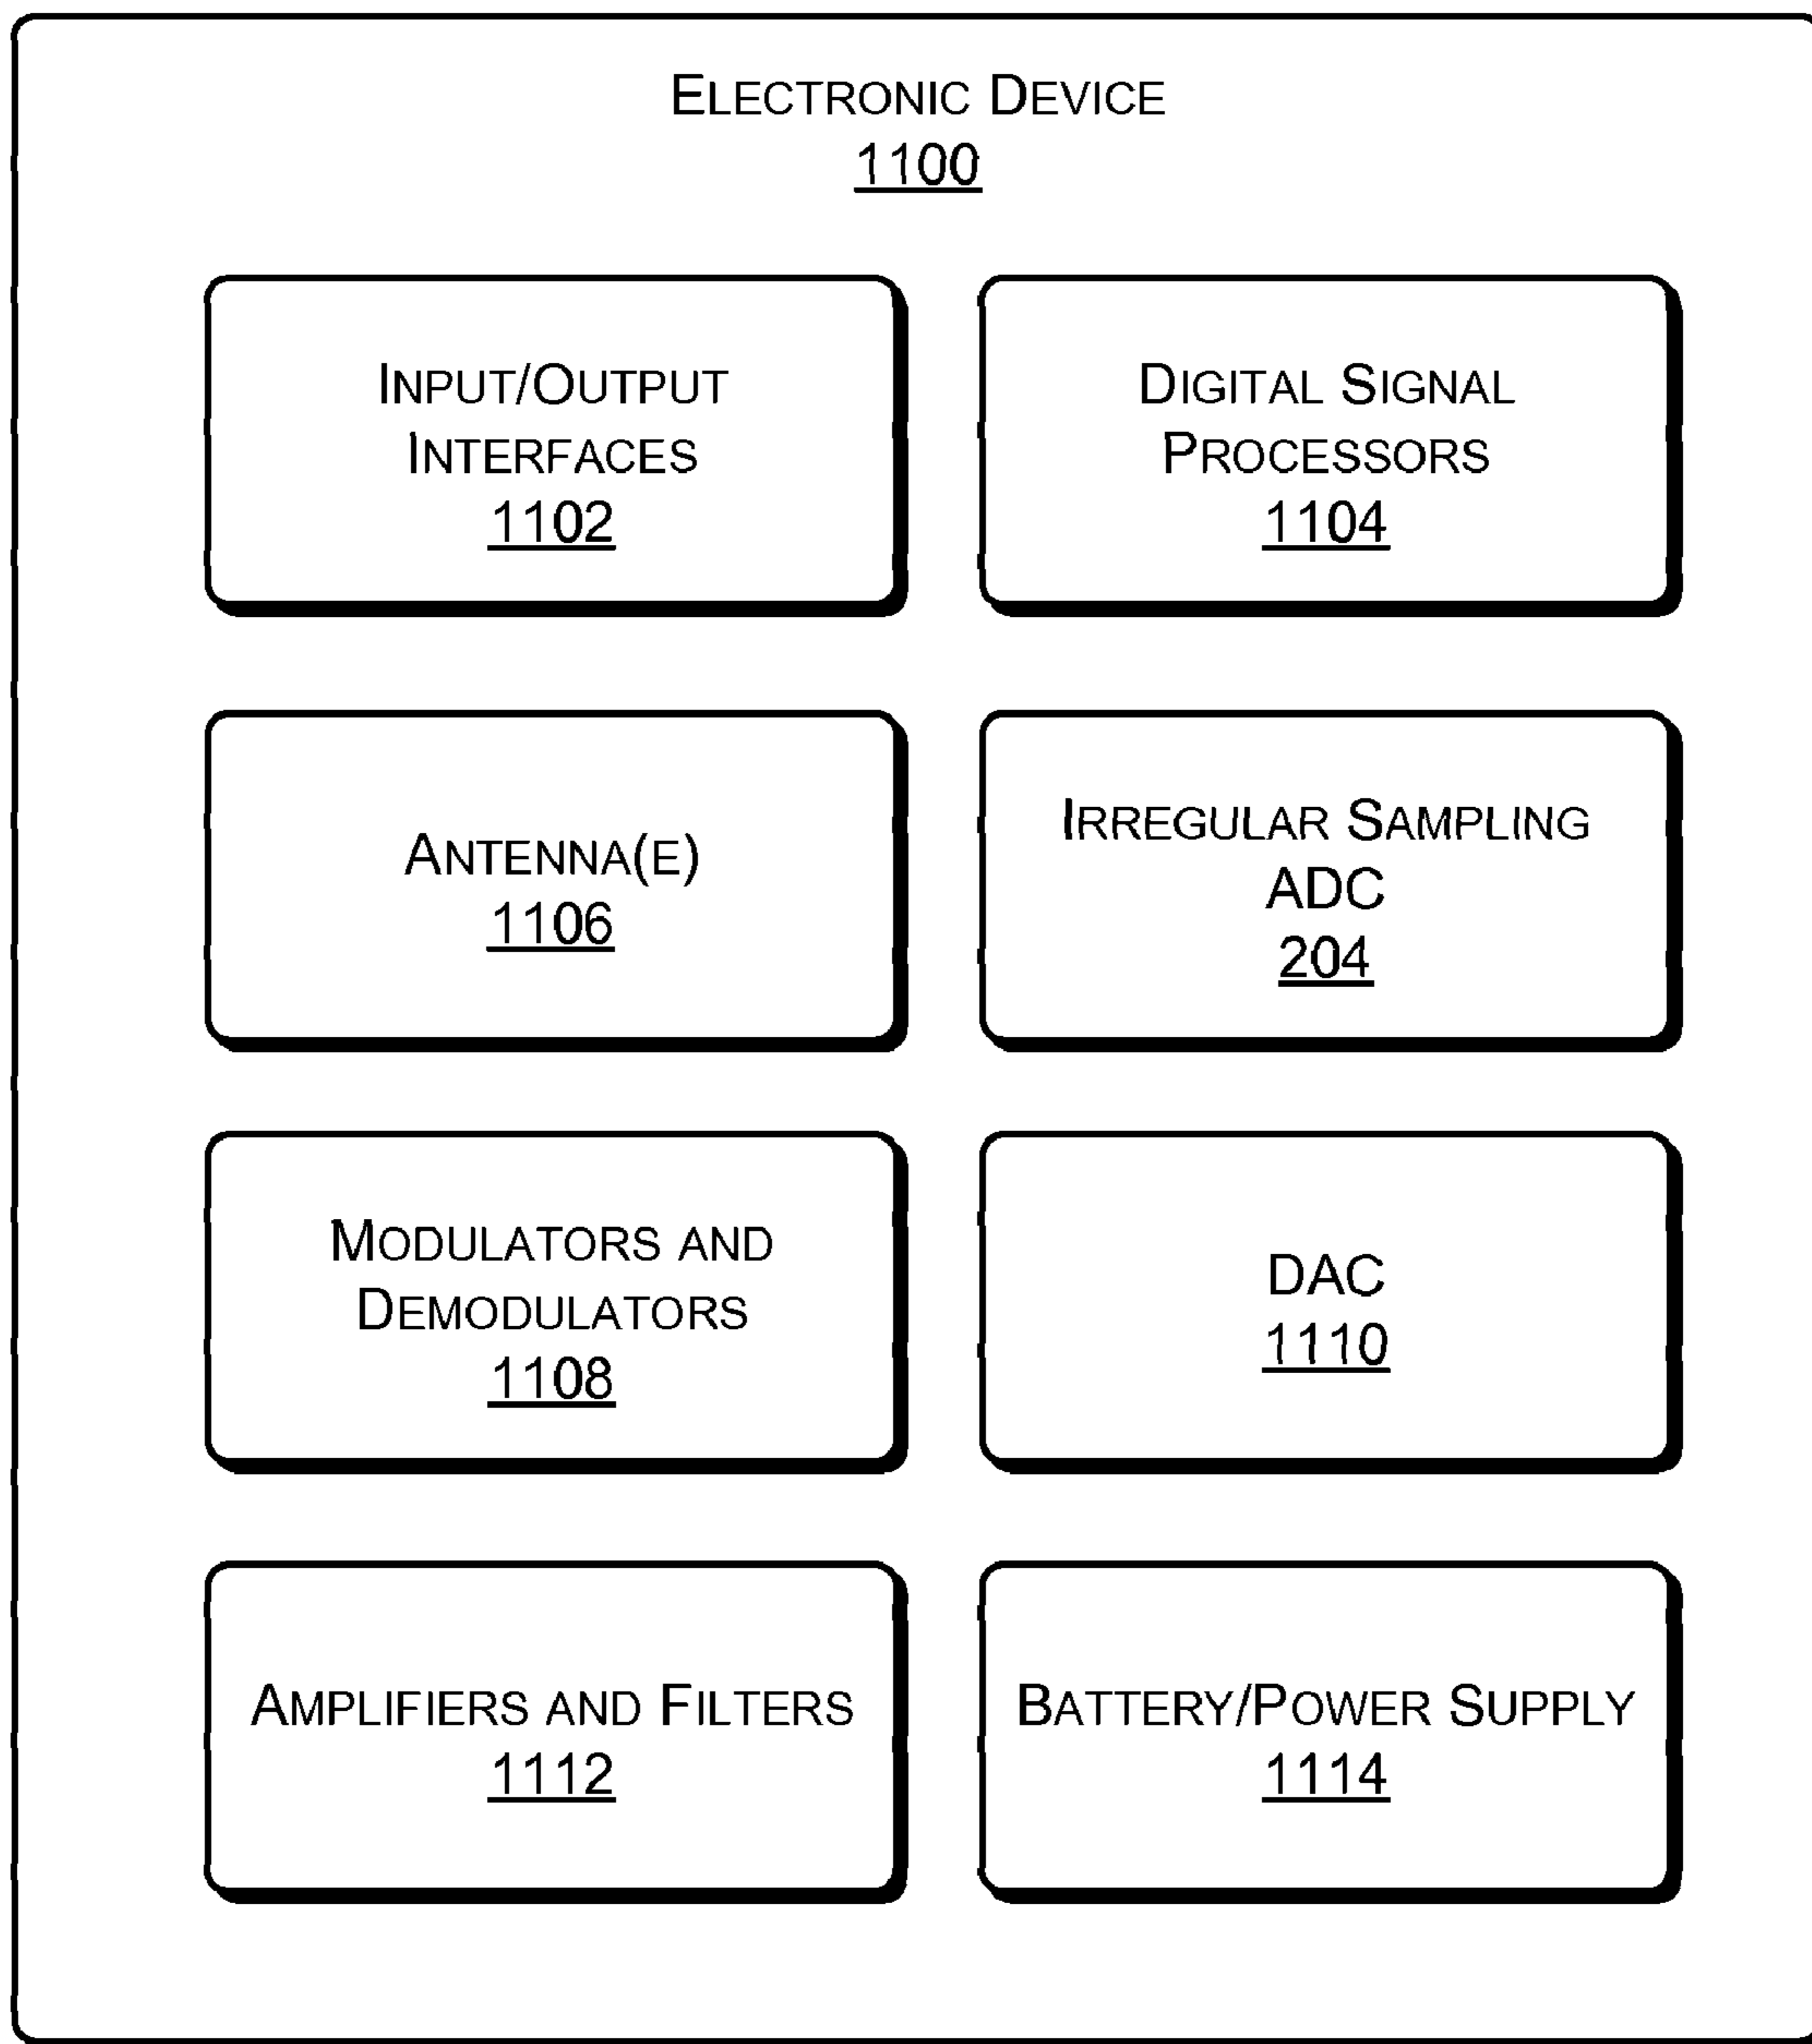 ELECTRONIC DEVICE
1100
INPUT/OUTPUT
INTERFACES
1102
DIGITAL SIGNAL
PROCESSORS
1104
ANTENNA(E)
1106
IRREGULAR SAMPLING
ADC
204
MODULATORS AND
DEMODULATORS
1108
DAC
1110
AMPLIFIERS AND FILTERS
1112
BATTERY/POWER SUPPLY
1114